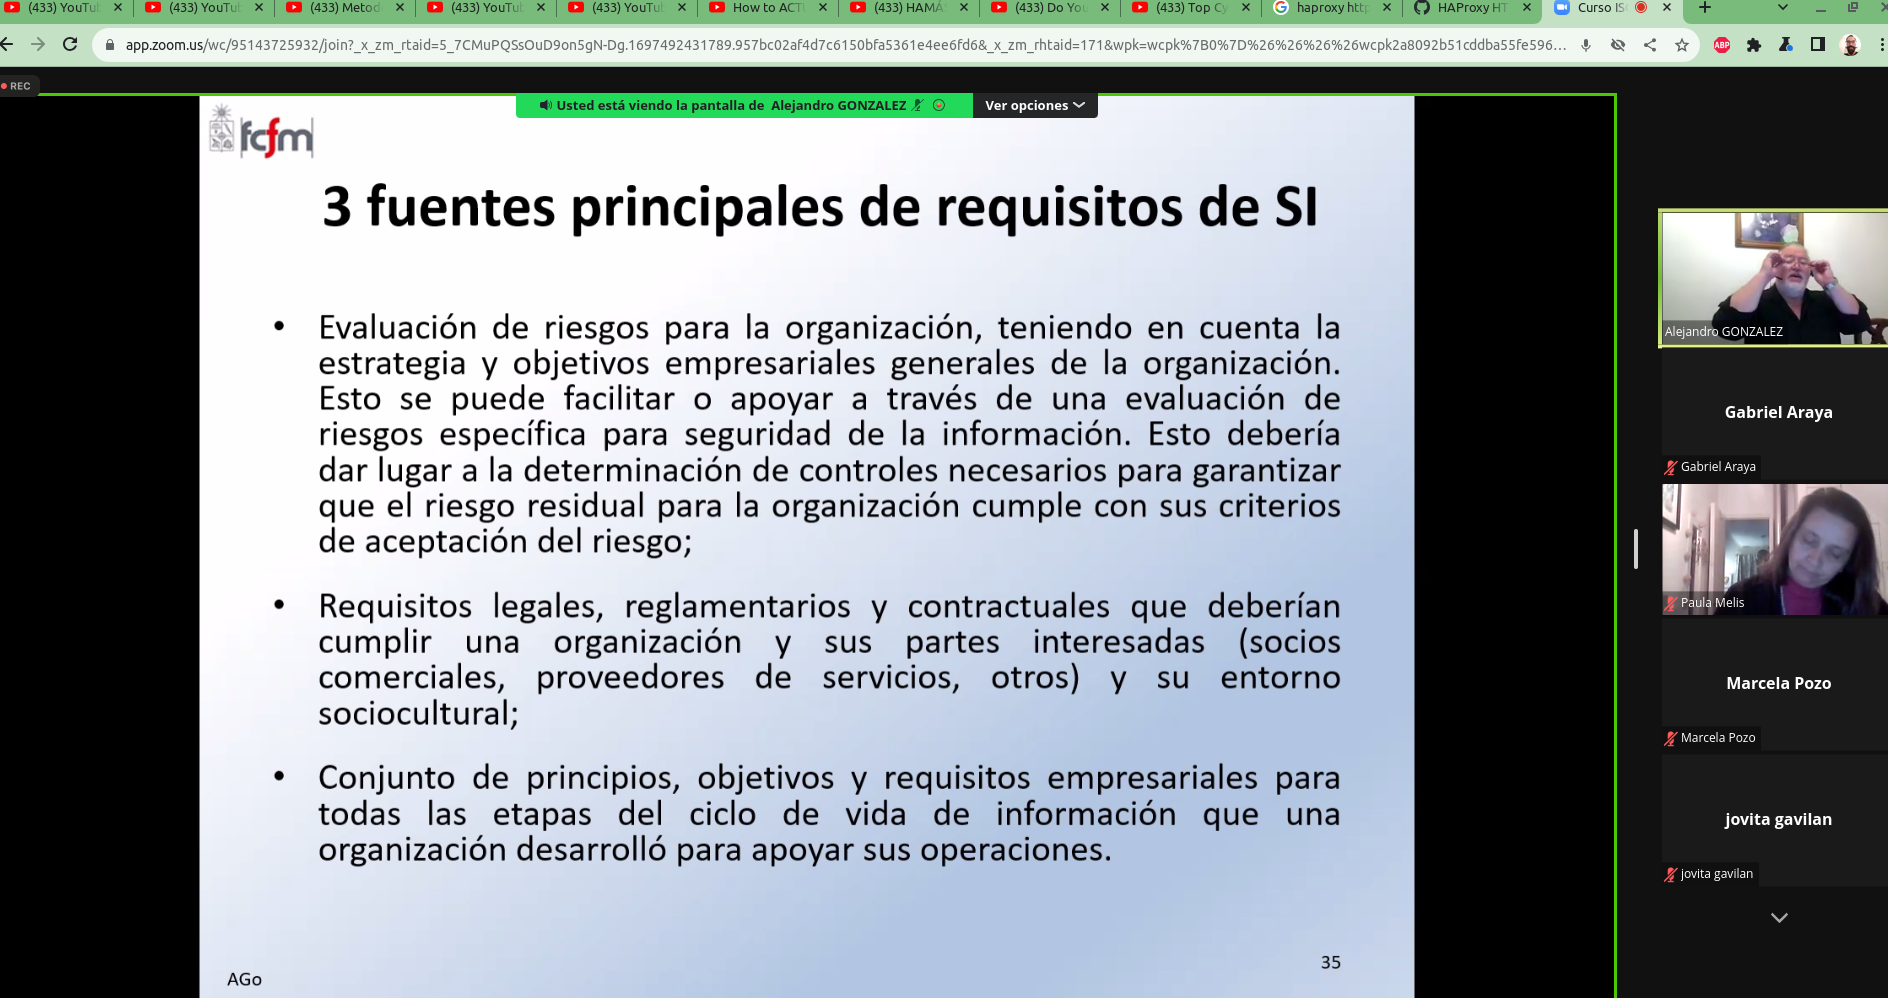 (433) YouTu
(433) YouTu
(433) Metod
(433) YouTu
(433) YouTu
How to ACT
(433) HAMÁ
(433) Do You
(433) Top Cy
haproxy http
HAProxy HT
Curso IS
app.zoom.us/wc/95143725932/join?_x_zm_rtaid=5_7CMuPQSsOuD9on5gN-Dg.1697492431789.957bc02af4d7c6150bfa5361e4ee6fd6&_x_zm_rhtaid=171&wpk=wcpk%7B0%7D%26%26%26%26wcpk2a8092b51cddba55fe596...
ABP
REC
Usted está viendo la pantalla de Alejandro GONZALEZ
Ver opciones
fcfm
3 fuentes principales de requisitos de SI
• Evaluación de riesgos para la organización, teniendo en cuenta la
estrategia y objetivos empresariales generales de la organización.
Esto se puede facilitar o apoyar a través de una evaluación de
riesgos específica para seguridad de la información. Esto debería
dar lugar a la determinación de controles necesarios para garantizar
que el riesgo residual para la organización cumple con sus criterios
de aceptación del riesgo;
• Requisitos legales, reglamentarios y contractuales que deberían
cumplir una organización y sus partes interesadas (socios
comerciales, proveedores de servicios, otros) y su entorno
sociocultural;
• Conjunto de principios, objetivos y requisitos empresariales para
todas las etapas del ciclo de vida de información que una
organización desarrolló para apoyar sus operaciones.
AGo
35
Alejandro GONZALEZ
Gabriel Araya
Gabriel Araya
Paula Melis
Marcela Pozo
Marcela Pozo
jovita gavilan
jovita gavilan